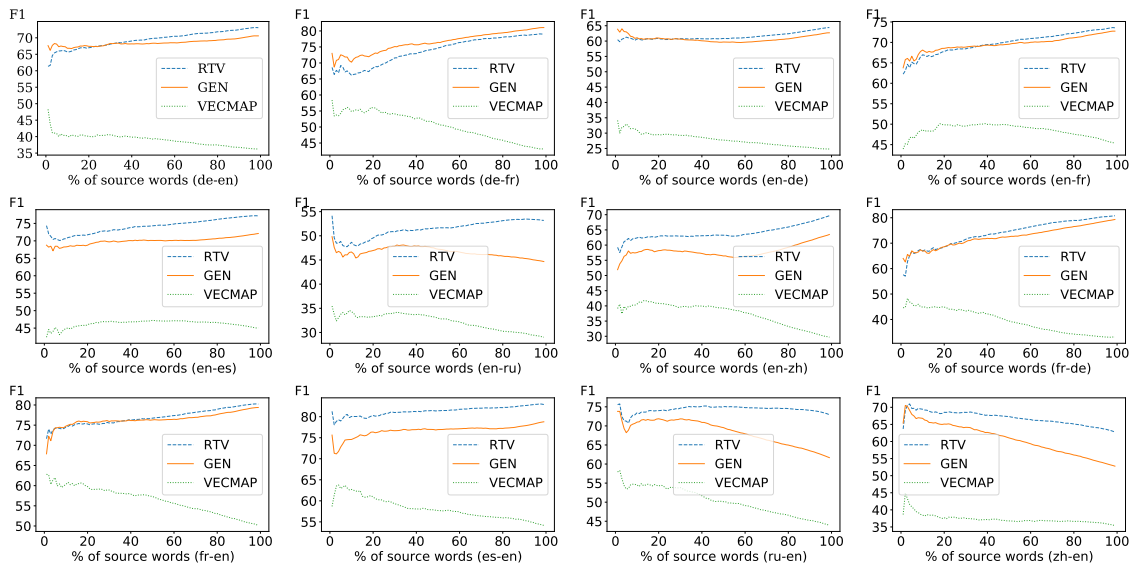 F1 F1 F1 F1
70
65
60
55
50
45
40
35
RTV
GEN
VECMAP
0 20 40 60 80 100
% of source words (de-en)
80
75
70
65
60
55
50
45
RTV
GEN
VECMAP
0 20 40 60 80 100
% of source words (de-fr)
65
60
55
50
45
40
35
30
25
RTV
GEN
VECMAP
0 20 40 60 80 100
% of source words (en-de)
75
70
65
60
55
50
45
RTV
GEN
VECMAP
0 20 40 60 80 100
% of source words (en-fr)
F1 F1 F1 F1
75
70
65
60
55
50
45
RTV
GEN
VECMAP
0 20 40 60 80 100
% of source words (en-es)
55
50
45
40
35
30
RTV
GEN
VECMAP
0 20 40 60 80 100
% of source words (en-ru)
70
65
60
55
50
45
40
35
30
RTV
GEN
VECMAP
0 20 40 60 80 100
% of source words (en-zh)
80
70
60
50
40
RTV
GEN
VECMAP
0 20 40 60 80 100
% of source words (fr-de)
F1 F1 F1 F1
80
75
70
65
60
55
50
RTV
GEN
VECMAP
0 20 40 60 80 100
% of source words (fr-en)
80
75
70
65
60
55
RTV
GEN
VECMAP
0 20 40 60 80 100
% of source words (es-en)
75
70
65
60
55
50
45
RTV
GEN
VECMAP
0 20 40 60 80 100
% of source words (ru-en)
70
65
60
55
50
45
40
35
RTV
GEN
VECMAP
0 20 40 60 80 100
% of source words (zh-en)